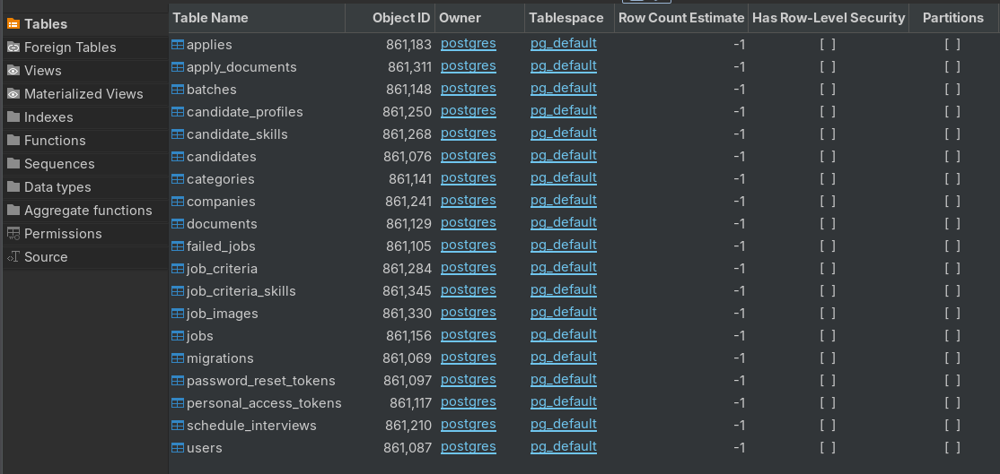 Tables
Foreign Tables
Views
Materialized Views
Indexes
Functions
Sequences
Data types
Aggregate functions
Permissions
Source
Table Name Object ID Owner Tablespace Row Count Estimate Has Row-Level Security Partitions
applies 861,183 postgres pg_default -1 [ ] [ ]
apply_documents 861,311 postgres pg_default -1 [ ] [ ]
batches 861,148 postgres pg_default -1 [ ] [ ]
candidate_profiles 861,250 postgres pg_default -1 [ ] [ ]
candidate_skills 861,268 postgres pg_default -1 [ ] [ ]
candidates 861,076 postgres pg_default -1 [ ] [ ]
categories 861,141 postgres pg_default -1 [ ] [ ]
companies 861,241 postgres pg_default -1 [ ] [ ]
documents 861,129 postgres pg_default -1 [ ] [ ]
failed_jobs 861,105 postgres pg_default -1 [ ] [ ]
job_criteria 861,284 postgres pg_default -1 [ ] [ ]
job_criteria_skills 861,345 postgres pg_default -1 [ ] [ ]
job_images 861,330 postgres pg_default -1 [ ] [ ]
jobs 861,156 postgres pg_default -1 [ ] [ ]
migrations 861,069 postgres pg_default -1 [ ] [ ]
password_reset_tokens 861,097 postgres pg_default -1 [ ] [ ]
personal_access_tokens 861,117 postgres pg_default -1 [ ] [ ]
schedule_interviews 861,210 postgres pg_default -1 [ ] [ ]
users 861,087 postgres pg_default -1 [ ] [ ]